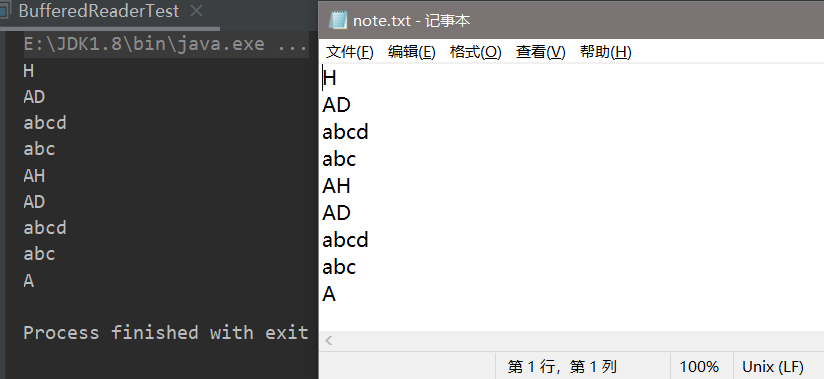 BufferedReaderTest
E:\JDK1.8\bin\java.exe ...
H
AD
abcd
abc
AH
AD
abcd
abc
A
Process finished with exit
note.txt - 记事本
文件(F) 编辑(E) 格式(O) 查看(V) 帮助(H)
H
AD
abcd
abc
AH
AD
abcd
abc
A
第 1 行，第 1 列 100% Unix (LF)